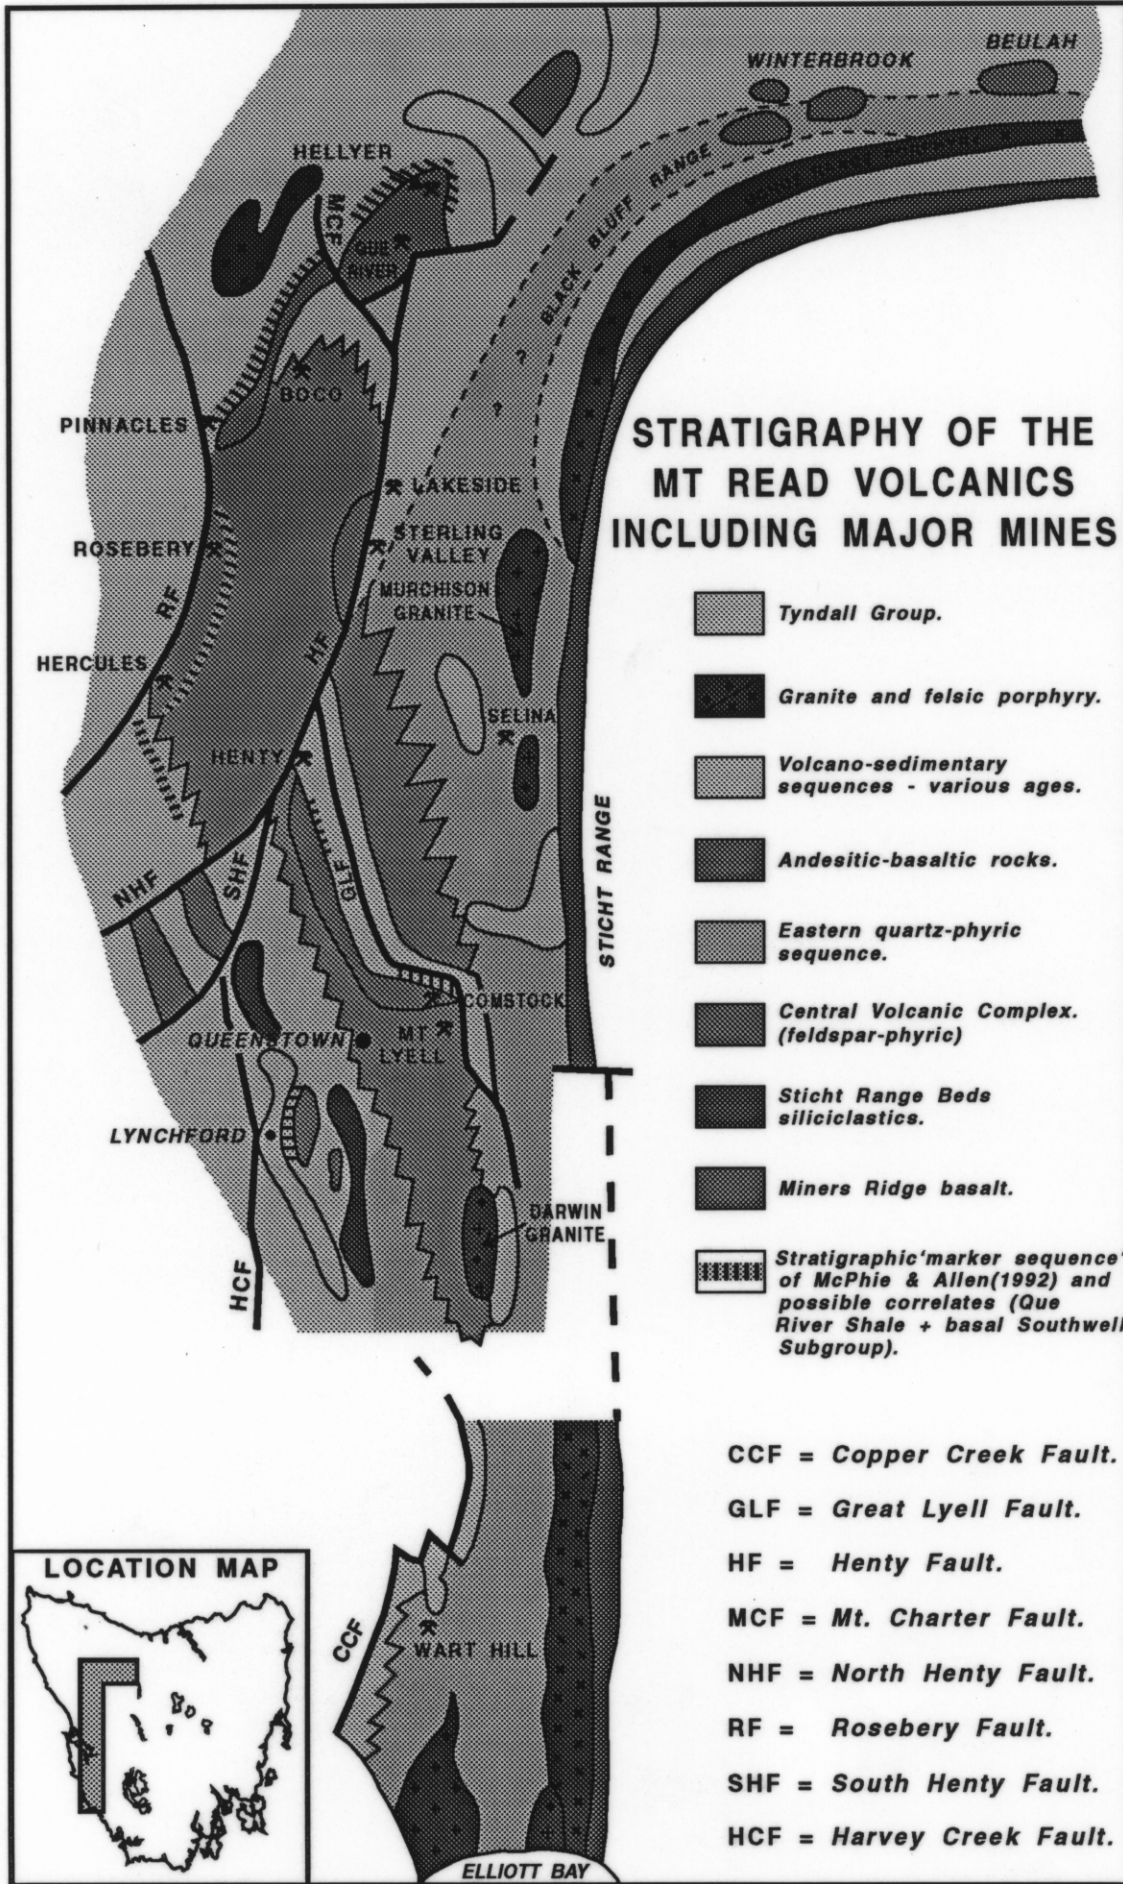 BEULAH
WINTERBROOK
HELLYER
MCF
QUE
RIVER
BLACK BLUFF RANGE
RANGE PORPHYRY
?
?
BOCO
PINNACLES
STRATIGRAPHY OF THE
MT READ VOLCANICS
INCLUDING MAJOR MINES
LAKESIDE
STERLING
VALLEY
ROSEBERY
MURCHISON
GRANITE
RF
HF
HERCULES
SELINA
HENTY
STICHT RANGE
NHF
SHF
GLF
COMSTOCK
MT
LYELL
QUEENSTOWN
LYNCHFORD
DARWIN
GRANITE
HCF
Tyndall Group.
Granite and felsic porphyry.
Volcano-sedimentary
sequences - various ages.
Andesitic-basaltic rocks.
Eastern quartz-phyric
sequence.
Central Volcanic Complex.
(feldspar-phyric)
Sticht Range Beds
siliciclastics.
Miners Ridge basalt.
Stratigraphic 'marker sequence'
of McPhie & Allen(1992) and
possible correlates (Que
River Shale + basal Southwell
Subgroup).
CCF = Copper Creek Fault.
GLF = Great Lyell Fault.
HF = Henty Fault.
MCF = Mt. Charter Fault.
NHF = North Henty Fault.
RF = Rosebery Fault.
SHF = South Henty Fault.
HCF = Harvey Creek Fault.
CCF
WART HILL
ELLIOTT BAY
LOCATION MAP